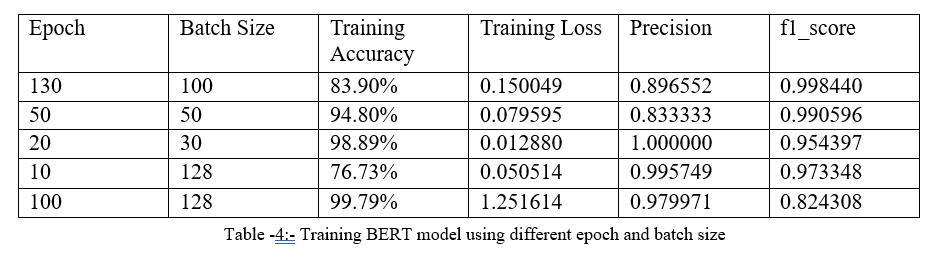 Epoch Batch Size Training Accuracy Training Loss Precision f1_score
130 100 83.90% 0.150049 0.896552 0.998440
50 50 94.80% 0.079595 0.833333 0.990596
20 30 98.89% 0.012880 1.000000 0.954397
10 128 76.73% 0.050514 0.995749 0.973348
100 128 99.79% 1.251614 0.979971 0.824308
Table -4:- Training BERT model using different epoch and batch size